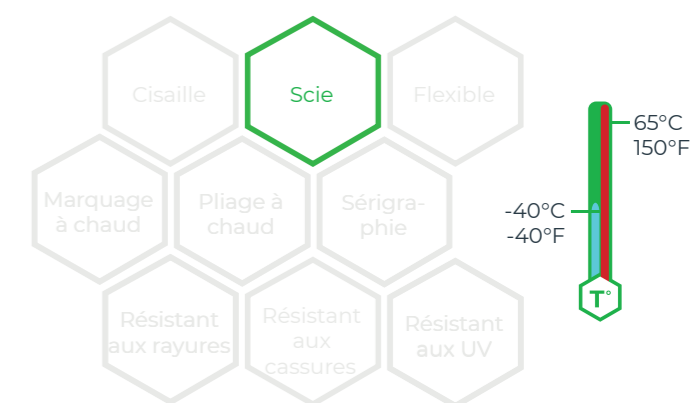 Cisaille
Scie
Flexible
Marquage
à chaud
Pliage à
chaud
Sérigra-
phie
Résistant
aux rayures
Résistant
aux
cassures
Résistant
aux UV
65°C
150°F
-40°C
-40°F
T°